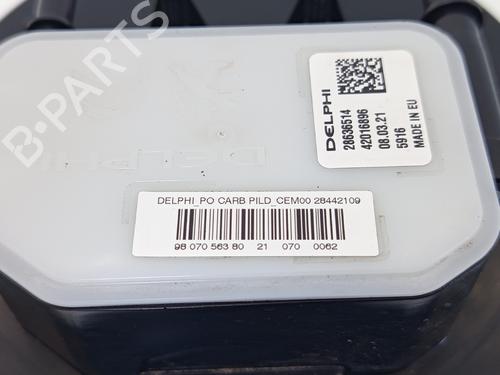 B-PARTS
DELPHI
DELPHI
28636514
42016896
08.03.21
5916
MADE IN EU
DELPHI_PO CARB PILD_CEM00 28442109
98 070 563 80 21 070 0062